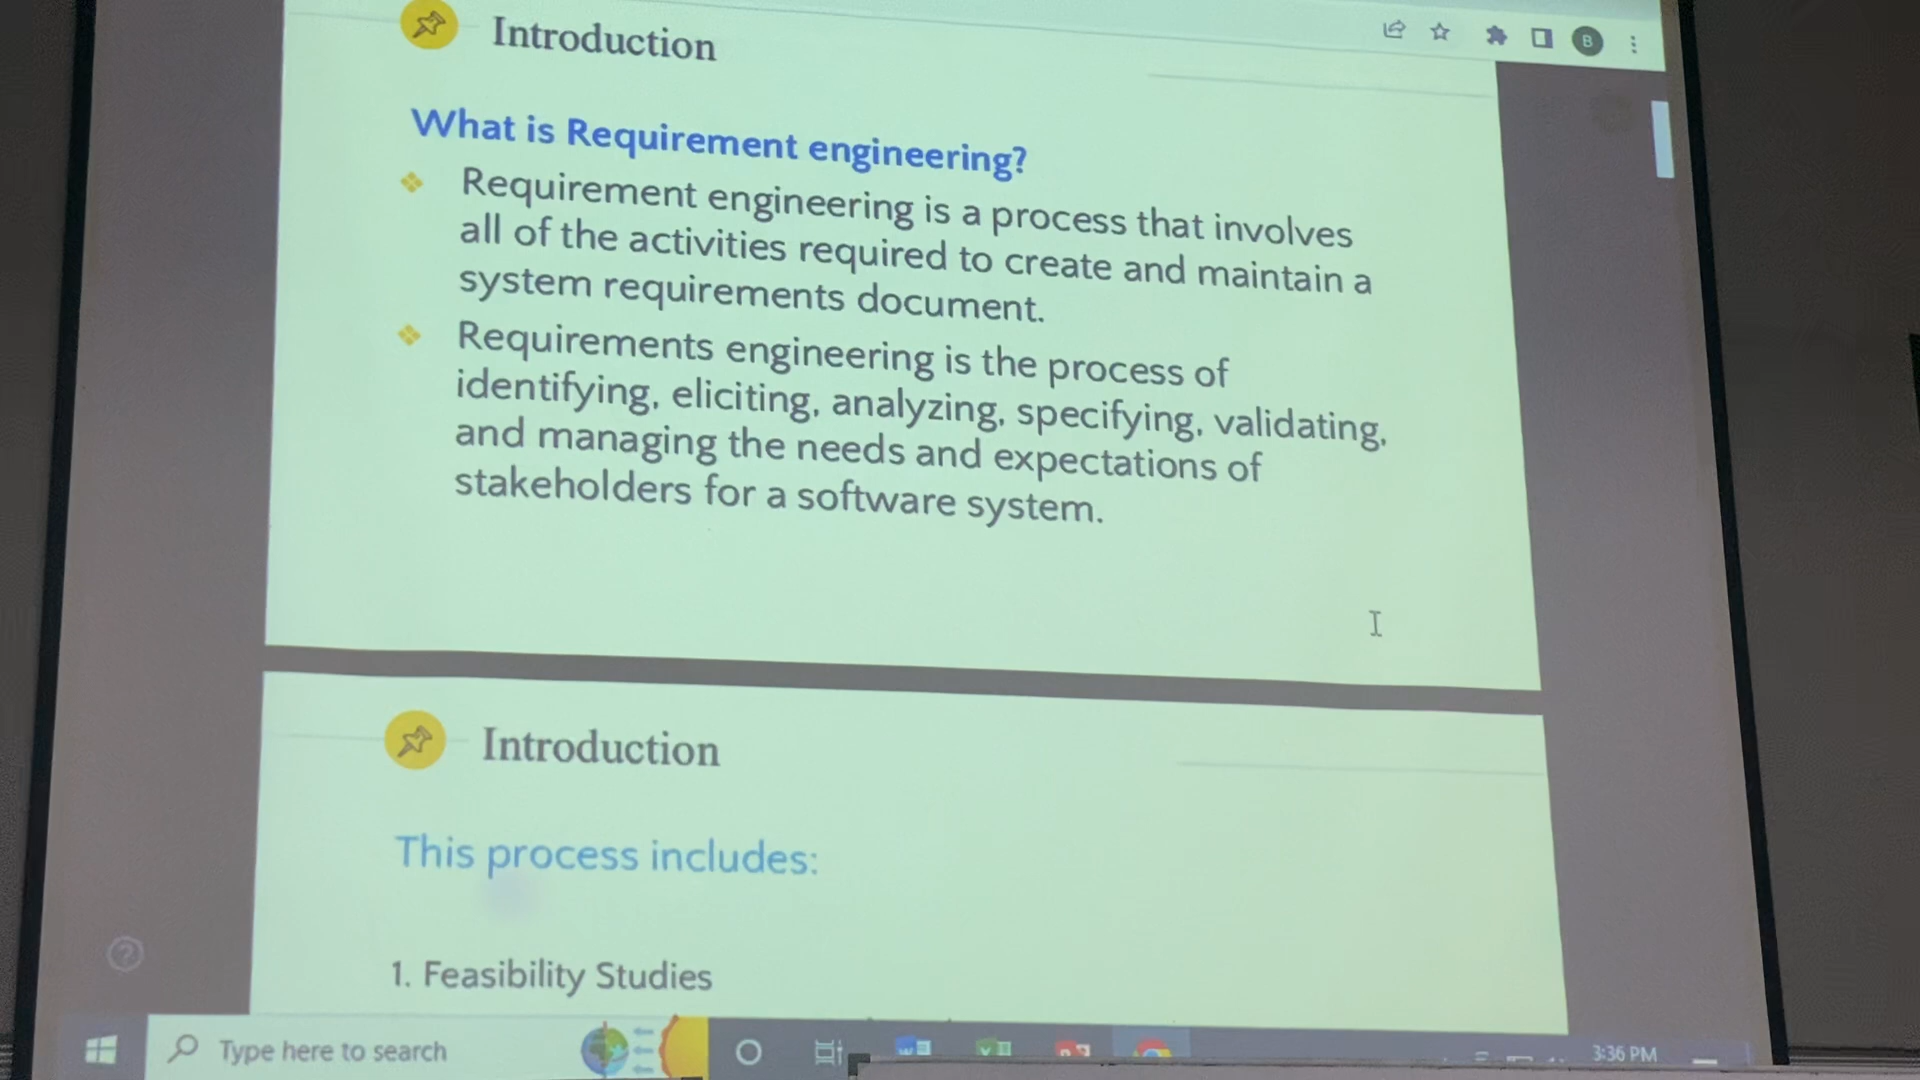 Introduction
B
What is Requirement engineering?
Requirement engineering is a process that involves
all of the activities required to create and maintain a
system requirements document.
Requirements engineering is the process of
identifying, eliciting, analyzing, specifying, validating,
and managing the needs and expectations of
stakeholders for a software system.
Introduction
This process includes:
1. Feasibility Studies
Type here to search
3:36 PM